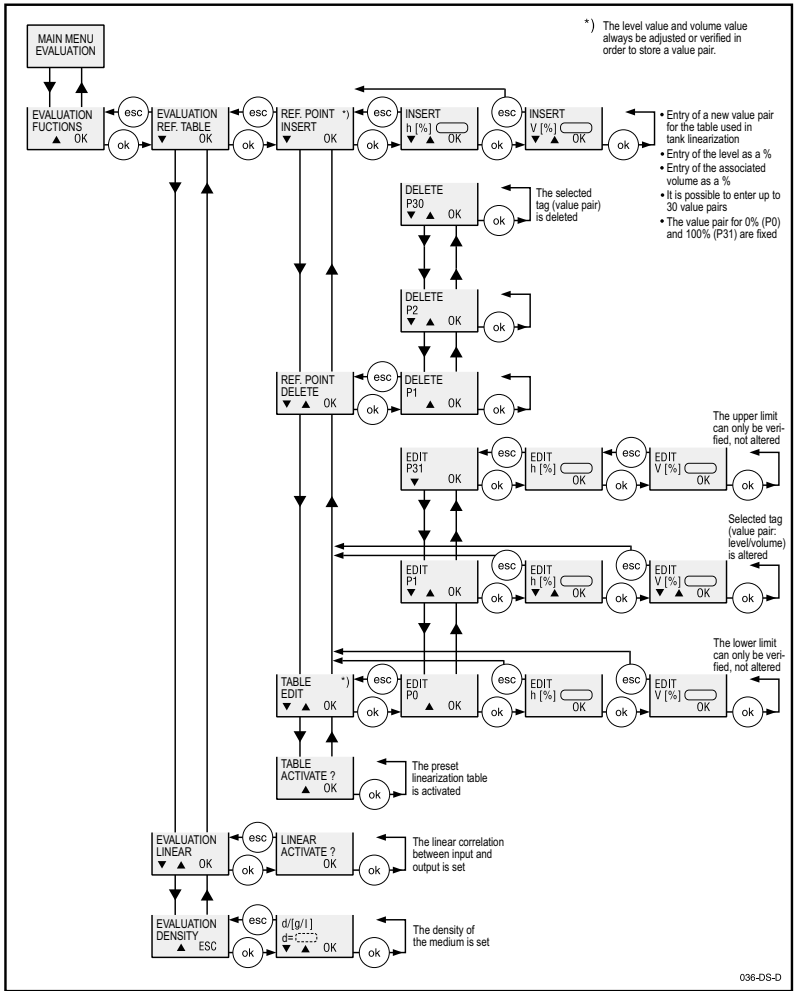 MAIN MENU
EVALUATION
*) The level value and volume value
always be adjusted or verified in
order to store a value pair.
EVALUATION
FUCTIONS
▲ OK
esc
ok
EVALUATION
REF. TABLE
▼ OK
esc
ok
REF. POINT *)
INSERT
▼ OK
esc
ok
INSERT
h [%]
▼ ▲ OK
esc
ok
INSERT
V [%]
▼ ▲ OK
ok
• Entry of a new value pair
for the table used in
tank linearization
• Entry of the level as a %
• Entry of the associated
volume as a %
• It is possible to enter up to
30 value pairs
• The value pair for 0% (P0)
and 100% (P31) are fixed
DELETE
P30
▼ ▲ OK
ok
The selected
tag (value pair)
is deleted
DELETE
P2
▼ ▲ OK
ok
REF. POINT
DELETE
▼ ▲ OK
esc
ok
DELETE
P1
▲ OK
ok
The upper limit
can only be veri-
fied, not altered
EDIT
P31
▼ OK
esc
ok
EDIT
h [%]
OK
esc
ok
EDIT
V [%]
OK
ok
Selected tag
(value pair:
level/volume)
is altered
EDIT
P1
▼ ▲ OK
esc
ok
EDIT
h [%]
▼ ▲ OK
esc
ok
EDIT
V [%]
▼ ▲ OK
ok
The lower limit
can only be veri-
fied, not altered
TABLE *)
EDIT
▼ ▲ OK
esc
ok
EDIT
P0
▲ OK
esc
ok
EDIT
h [%]
OK
esc
ok
EDIT
V [%]
OK
ok
TABLE
ACTIVATE ?
▲ OK
ok
The preset
linearization table
is activated
EVALUATION
LINEAR
▼ ▲ OK
esc
ok
LINEAR
ACTIVATE ?
OK
ok
The linear correlation
between input and
output is set
EVALUATION
DENSITY
▲ ESC
esc
ok
d/[g/l]
d=
▼ ▲ OK
ok
The density of
the medium is set
036-DS-D